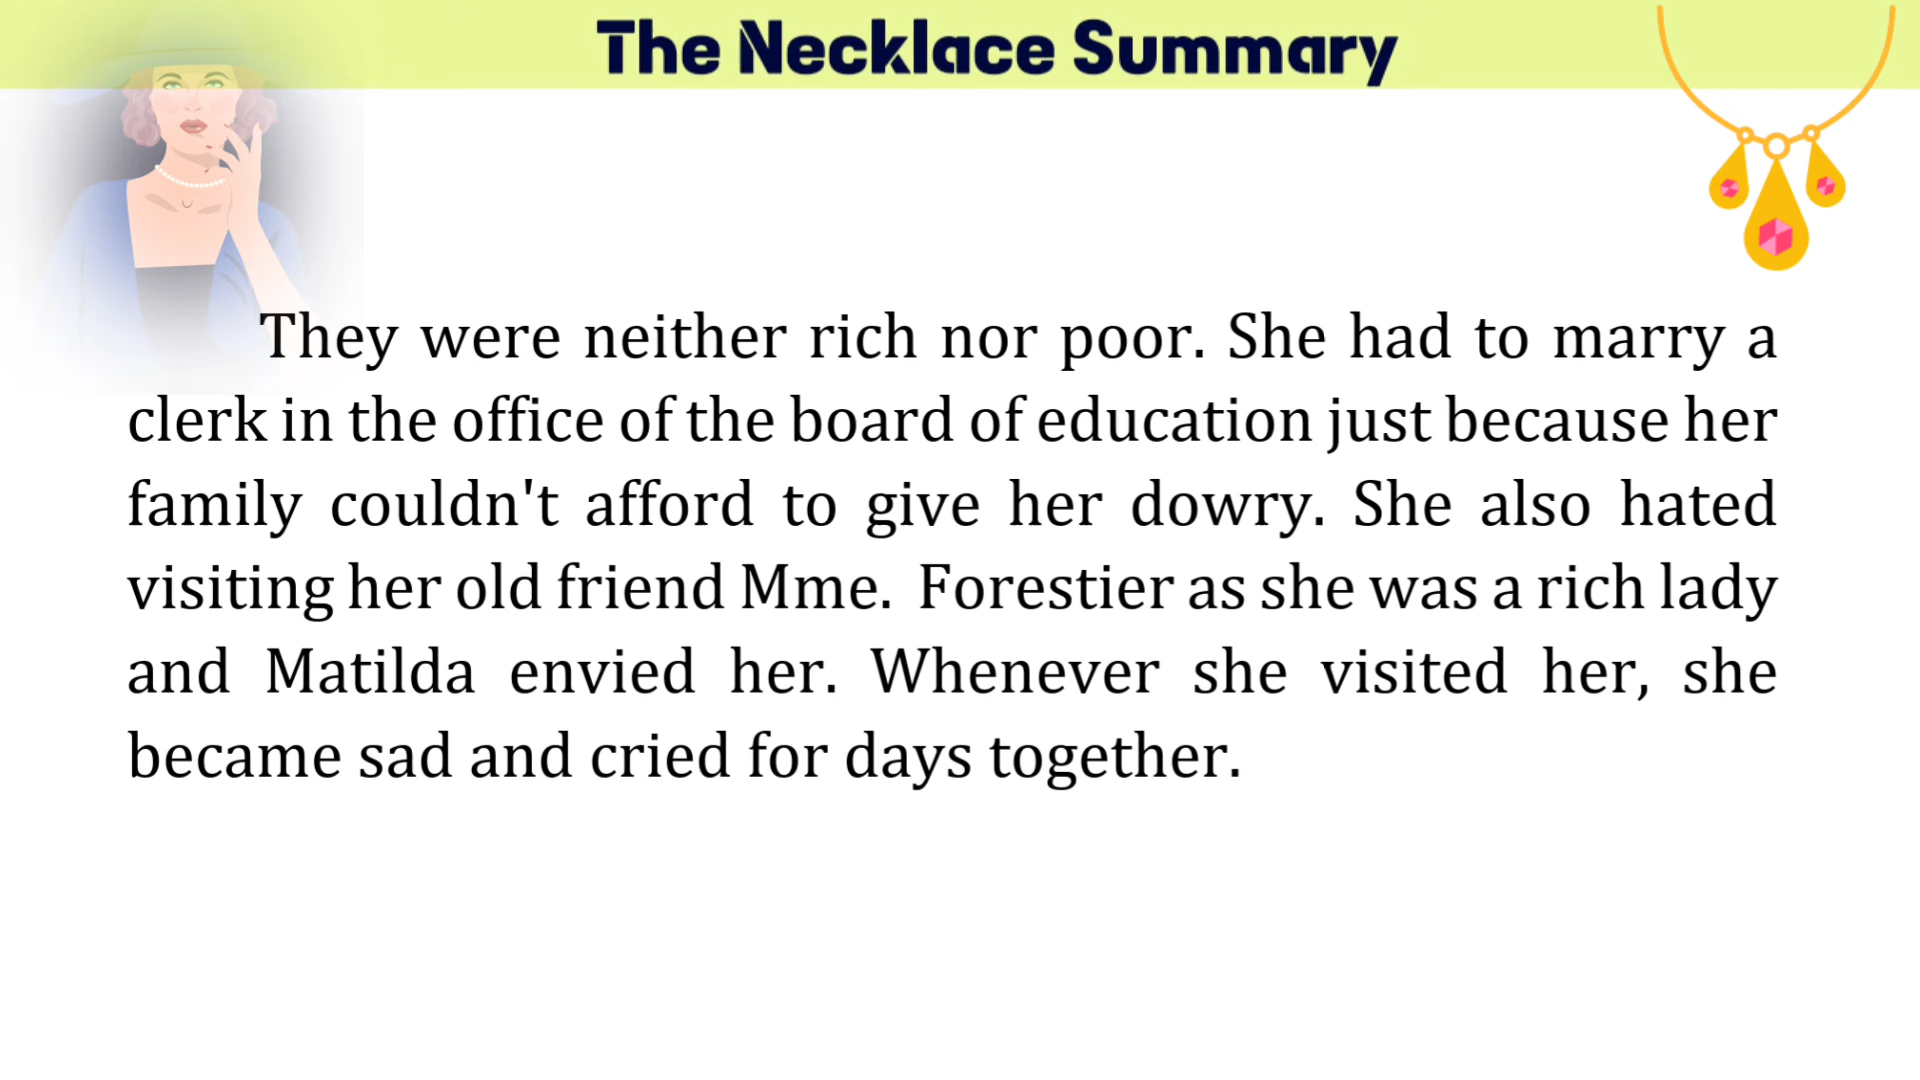 The Necklace Summary
They were neither rich nor poor. She had to marry a
clerk in the office of the board of education just because her
family couldn't afford to give her dowry. She also hated
visiting her old friend Mme.  Forestier as she was a rich lady
and Matilda envied her. Whenever she visited her, she
became sad and cried for days together.